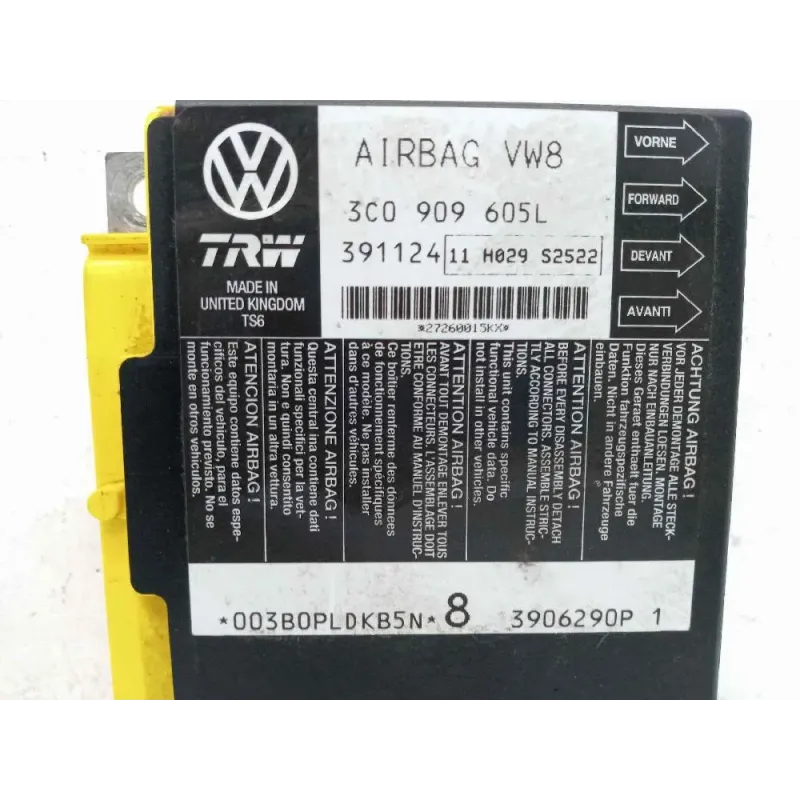 AIRBAG VW8
3C0 909 605L
391124 11 H029 S2522
*27260015KX*
VW
TRW
MADE IN
UNITED KINGDOM
TS6
VORNE
FORWARD
DEVANT
AVANTI
ACHTUNG AIRBAG !
VOR JEDER DEMONTAGE ALLE STECK-
VERBINDUNGEN LOESEN. MONTAGE
NUR NACH EINBAUANLEITUNG.
Dieses Geraet enthaelt fuer die
Funktion fahrzeugspezifische
Daten. Nicht in andere Fahrzeuge
einbauen.
ATTENTION AIRBAG !
BEFORE EVERY DISASSEMBLY DETACH
ALL CONNECTORS. ASSEMBLE STRIC-
TLY ACCORDING TO MANUAL INSTRUC-
TIONS.
This unit contains specific
functional vehicle data. Do
not install in other vehicles.
ATTENTION AIRBAG !
AVANT TOUT DEMONTAGE ENLEVER TOUS
LES CONNECTEURS. L'ASSEMBLAGE DOIT
ETRE CONFORME AU MANUEL D'INSTRUC-
TIONS.
Ce boîtier renferme des données
de fonctionnement spécifiques
à ce modèle. Ne pas installer
dans d'autres véhicules.
ATTENZIONE AIRBAG !
Questa central ina contiene dati
funzionali specifici per la vet-
tura. Non e quindi consentito
montaria in un altra vettura.
ATENCION AIRBAG !
Este equipo contiene datos espe-
cíficos del vehículo, para el
funcionamiento previsto. No se
monte en otros vehículos.
*003B0PLDKB5N* 8 3906290P 1